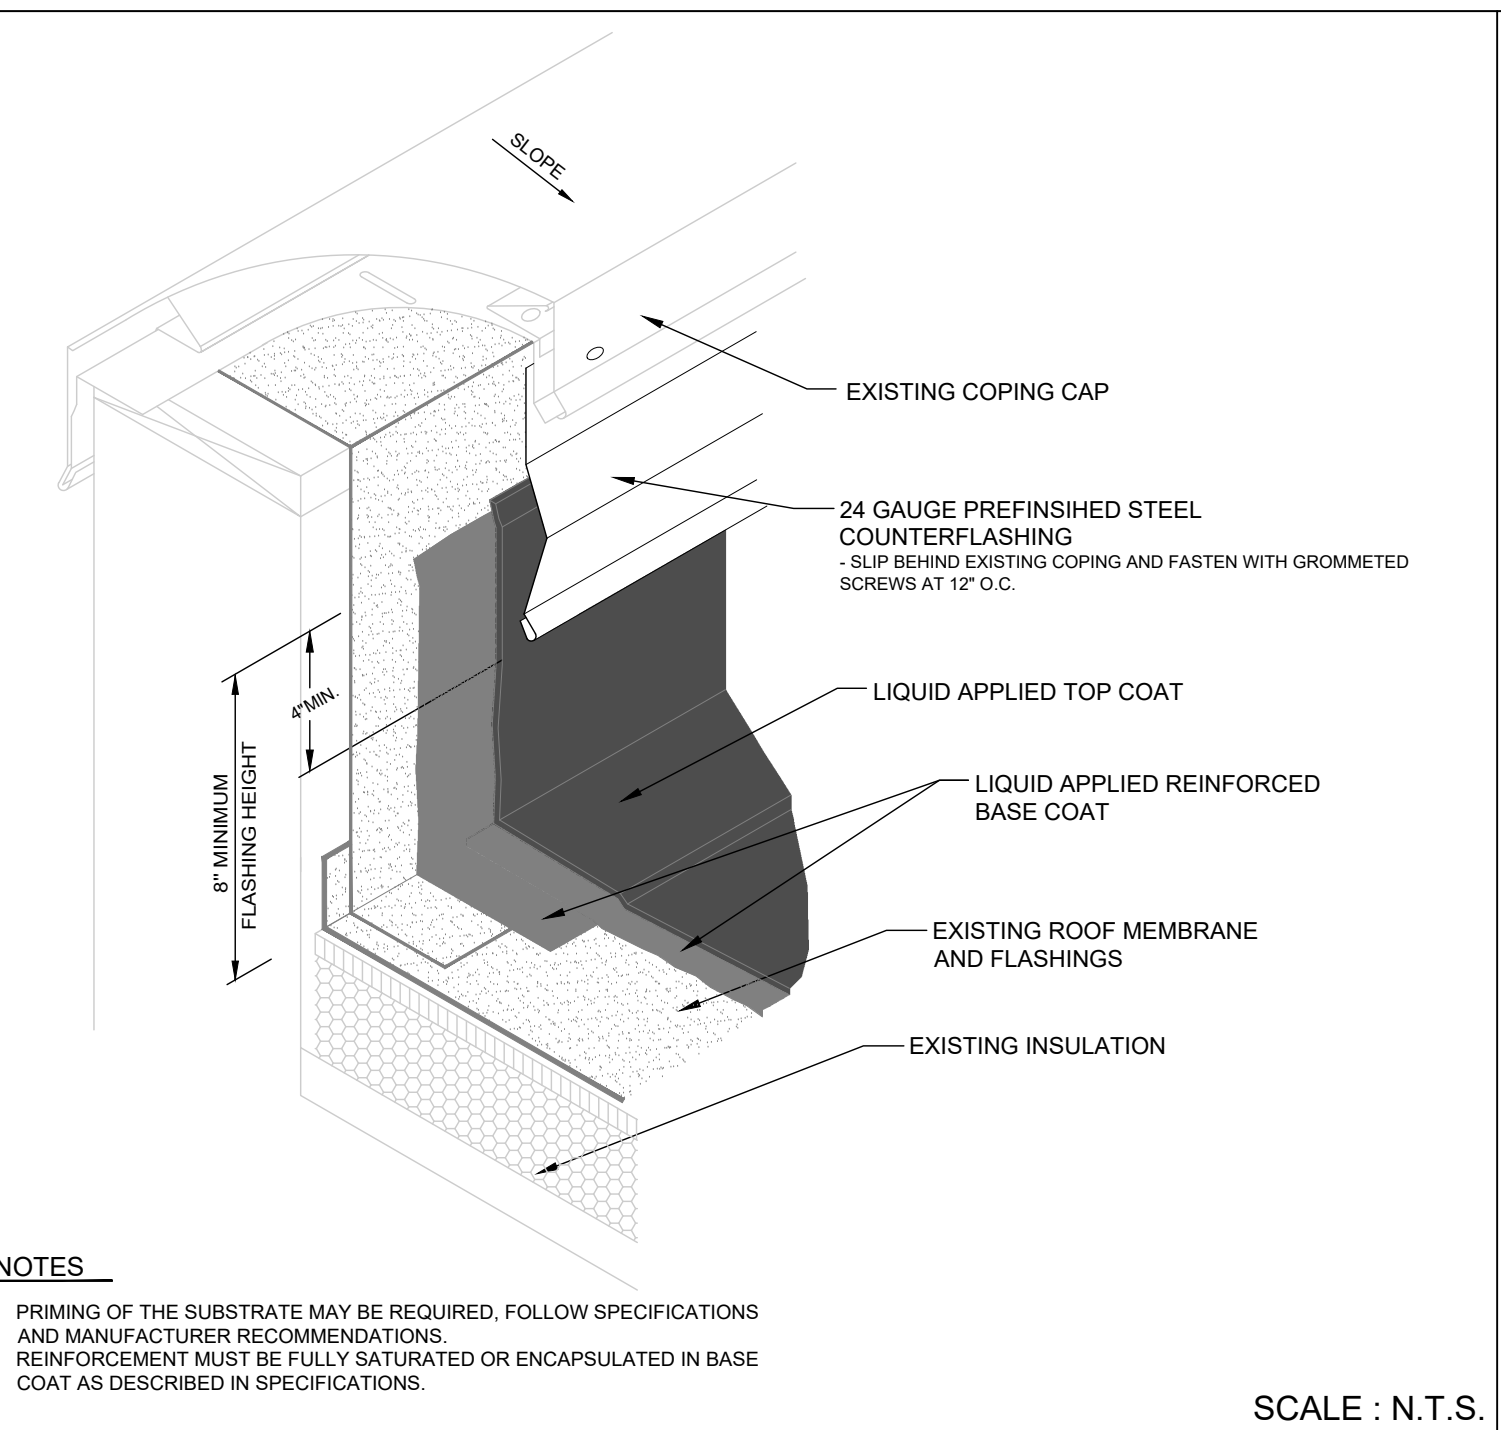 SLOPE
EXISTING COPING CAP
24 GAUGE PREFINSIHED STEEL
COUNTERFLASHING
- SLIP BEHIND EXISTING COPING AND FASTEN WITH GROMMETED
SCREWS AT 12" O.C.
4"MIN.
8" MINIMUM
FLASHING HEIGHT
LIQUID APPLIED TOP COAT
LIQUID APPLIED REINFORCED
BASE COAT
EXISTING ROOF MEMBRANE
AND FLASHINGS
EXISTING INSULATION
NOTES
PRIMING OF THE SUBSTRATE MAY BE REQUIRED, FOLLOW SPECIFICATIONS
AND MANUFACTURER RECOMMENDATIONS.
REINFORCEMENT MUST BE FULLY SATURATED OR ENCAPSULATED IN BASE
COAT AS DESCRIBED IN SPECIFICATIONS.
SCALE : N.T.S.